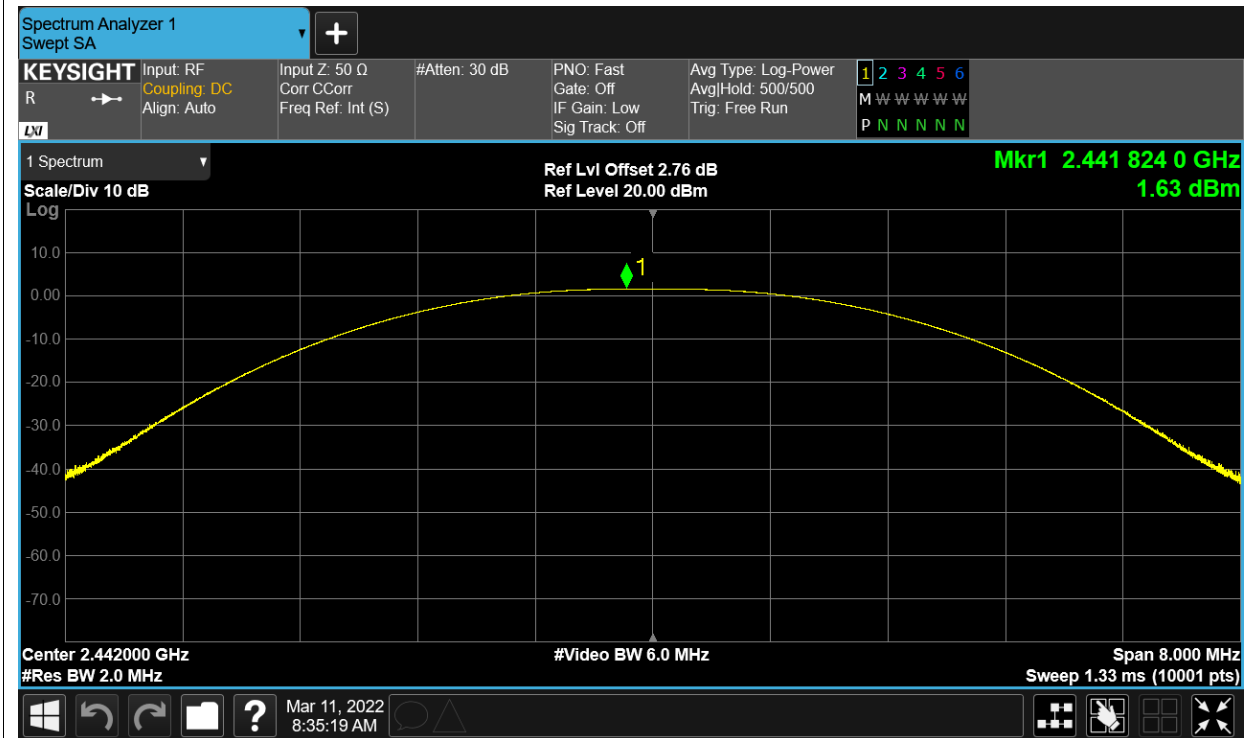 Spectrum Analyzer 1
Swept SA
KEYSIGHT
R
LXI
Input: RF
Coupling: DC
Align: Auto
Input Z: 50 Ω
Corr CCorr
Freq Ref: Int (S)
#Atten: 30 dB
PNO: Fast
Gate: Off
IF Gain: Low
Sig Track: Off
Avg Type: Log-Power
Avg|Hold: 500/500
Trig: Free Run
1 2 3 4 5 6
M W W W W W
P N N N N N
1 Spectrum
Scale/Div 10 dB
Log
Ref Lvl Offset 2.76 dB
Ref Level 20.00 dBm
Mkr1 2.441 824 0 GHz
1.63 dBm
10.0
1
0.00
-10.0
-20.0
-30.0
-40.0
-50.0
-60.0
-70.0
Center 2.442000 GHz
#Res BW 2.0 MHz
#Video BW 6.0 MHz
Span 8.000 MHz
Sweep 1.33 ms (10001 pts)
?
Mar 11, 2022
8:35:19 AM